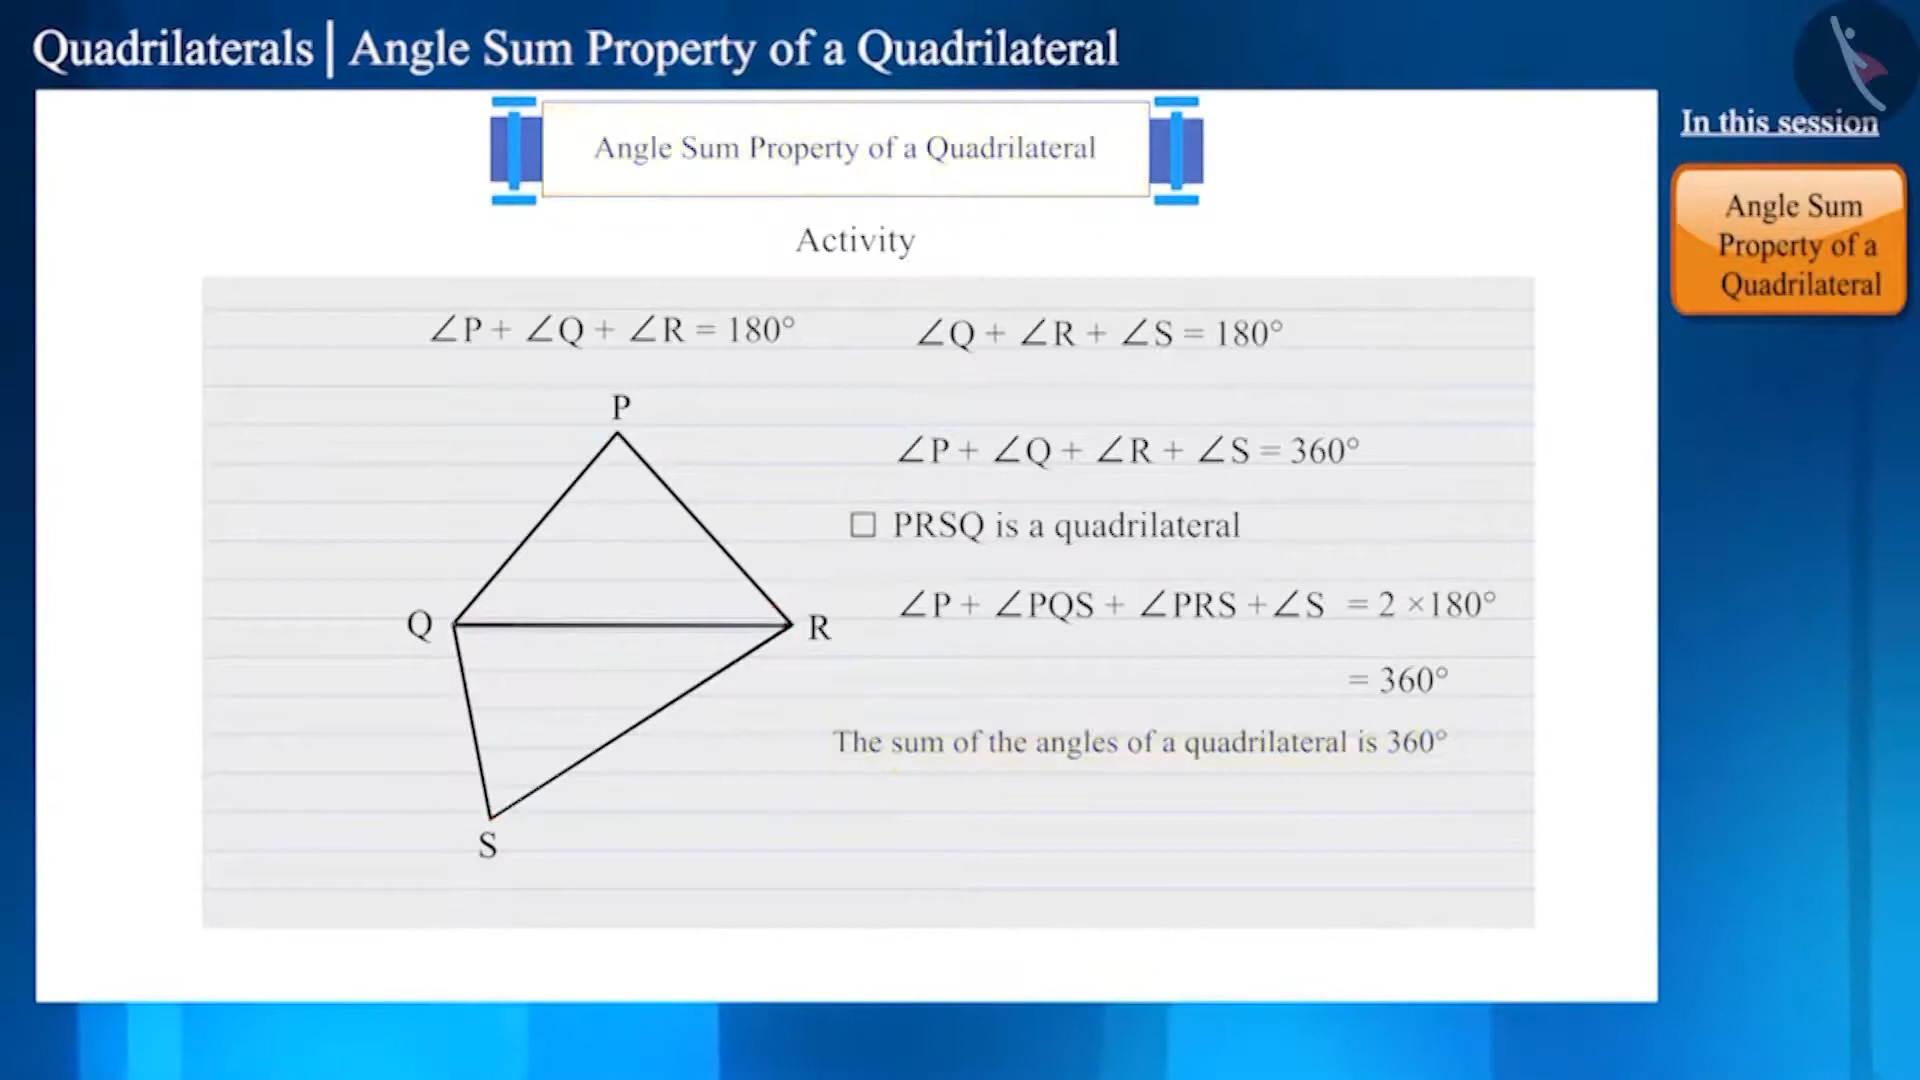 Quadrilaterals | Angle Sum Property of a Quadrilateral
In this session
Angle Sum
Property of a
Quadrilateral
Angle Sum Property of a Quadrilateral
Activity
∠P + ∠Q + ∠R = 180°
∠Q + ∠R + ∠S = 180°
P
Q
R
S
∠P + ∠Q + ∠R + ∠S = 360°
□ PRSQ is a quadrilateral
∠P + ∠PQS + ∠PRS +∠S = 2 ×180°
= 360°
The sum of the angles of a quadrilateral is 360°